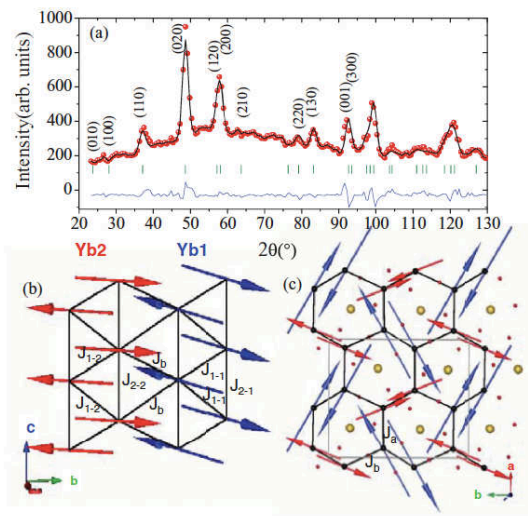 (a)
Intensity(arb. units)
1000
800
600
400
200
0
(010)
(100)
(110)
(020)
(120)
(200)
(210)
(220)
(130)
(001)
(300)
20 30 40 50 60 70 80 90 100 110 120 130
2θ(°)
Yb2 Yb1
(b)
J1-2 J2-2 Jb J1-1 J2-1
J1-2 Jb J1-1
c
b
(c)
Ja
Jb
a
b